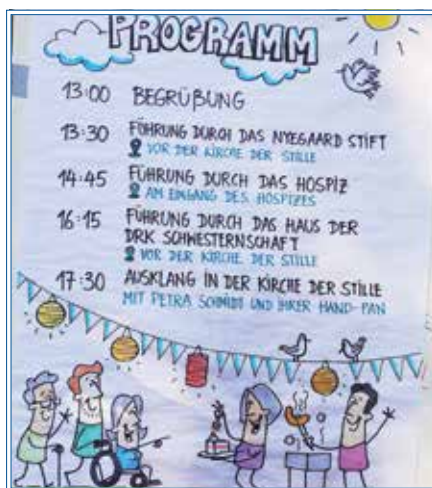 PROGRAMM
13:00 BEGRÜßUNG
13:30 FÜHRUNG DURCH DAS NYEGAARD STIFT
VOR DER KIRCHE DER STILLE
14:45 FÜHRUNG DURCH DAS HOSPIZ
AM EINGANG DES HOSPIZES
16:15 FÜHRUNG DURCH DAS HAUS DER
DRK SCHWESTERNSCHAFT
VOR DER KIRCHE DER STILLE
17:30 AUSKLANG IN DER KIRCHE DER STILLE
MIT PETRA SCHMIDT UND IHRER HAND-PAN